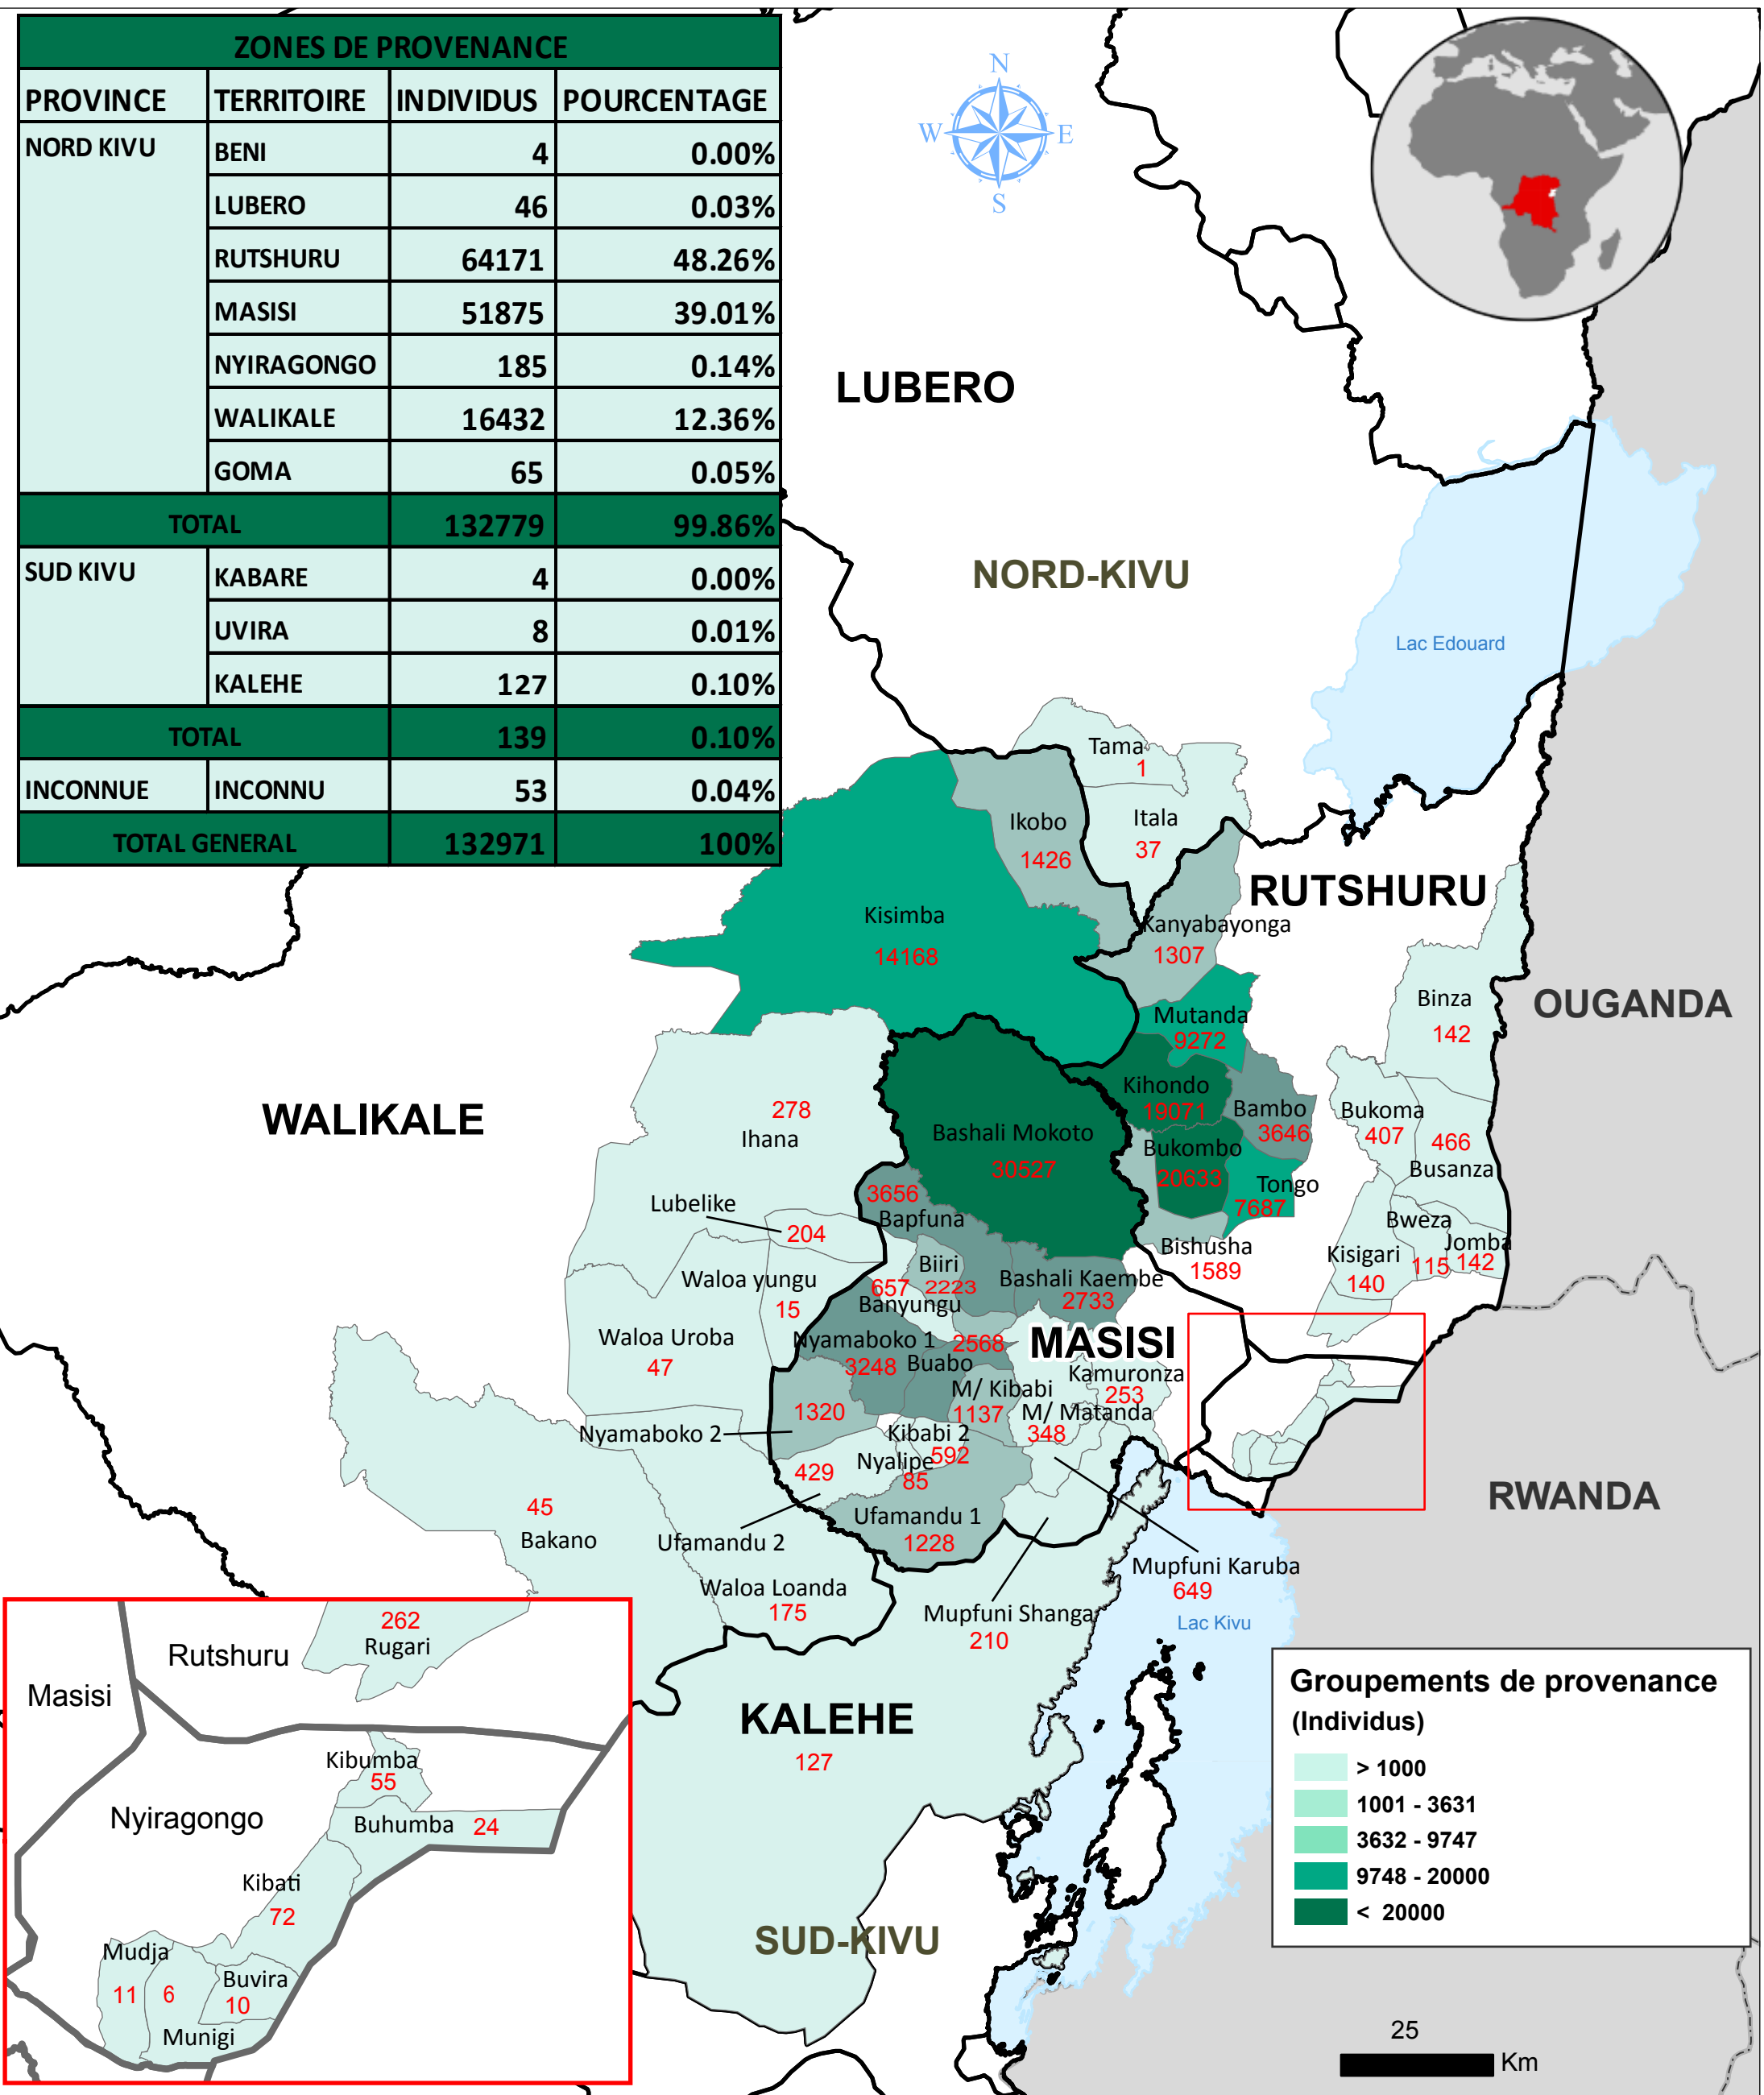 ZONES DE PROVENANCE
PROVINCE TERRITOIRE INDIVIDUS POURCENTAGE
NORD KIVU BENI 4 0.00%
LUBERO 46 0.03%
RUTSHURU 64171 48.26%
MASISI 51875 39.01%
NYIRAGONGO 185 0.14%
WALIKALE 16432 12.36%
GOMA 65 0.05%
TOTAL 132779 99.86%
SUD KIVU KABARE 4 0.00%
UVIRA 8 0.01%
KALEHE 127 0.10%
TOTAL 139 0.10%
INCONNUE INCONNU 53 0.04%
TOTAL GENERAL 132971 100%
N
W E
S
LUBERO
NORD-KIVU
Lac Edouard
Tama
1
Ikobo
1426
Itala
37
RUTSHURU
Kisimba
14168
Kanyabayonga
1307
Binza
142
OUGANDA
Mutanda
9272
WALIKALE
278
Ihana
Kihondo
19071
Bambo
3646
Bukoma
407
466
Busanza
Bashali Mokoto
30527
Bukombo
20633
Tongo
7687
3656
Bapfuna
Lubelike
204
Bishusha
1589
Bweza
115
Jomba
142
Kisigari
140
Waloa yungu
15
Biiri
2223
657
Banyungu
Bashali Kaembe
2733
Waloa Uroba
47
Nyamaboko 1
3248
2568
Buabo
MASISI
Kamuronza
253
M/ Kibabi
1137
M/ Matanda
348
1320
Nyamaboko 2
Kibabi 2
592
Nyalipe
85
429
Ufamandu 2
Ufamandu 1
1228
RWANDA
45
Bakano
Waloa Loanda
175
Mupfuni Karuba
649
Mupfuni Shanga
210
Lac Kivu
KALEHE
127
SUD-KIVU
262
Rugari
Rutshuru
Masisi
Kibumba
55
Nyiragongo
Buhumba 24
Kibati
72
Mudja
11
6
Munigi
Buvira
10
Groupements de provenance
(Individus)
> 1000
1001 - 3631
3632 - 9747
9748 - 20000
< 20000
25
Km